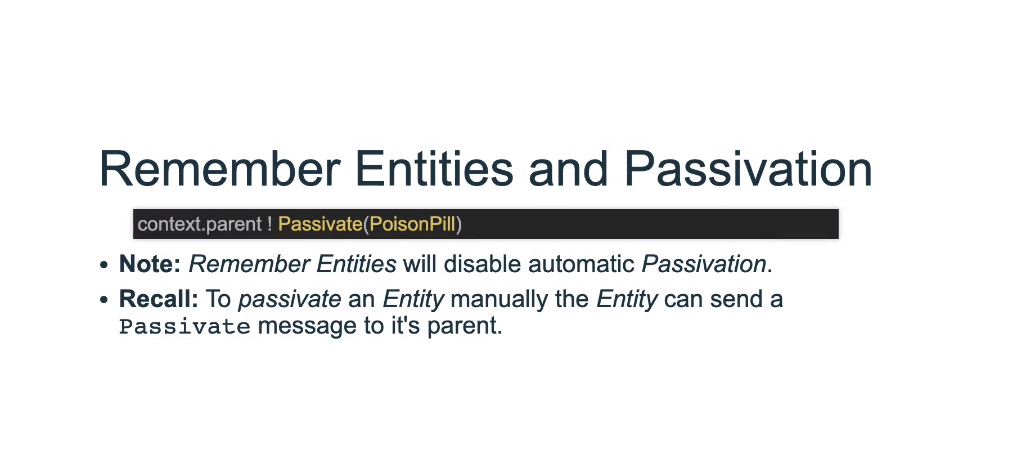 Remember Entities and Passivation
context.parent ! Passivate(PoisonPill)
• Note: Remember Entities will disable automatic Passivation.
• Recall: To passivate an Entity manually the Entity can send a
Passivate message to it's parent.